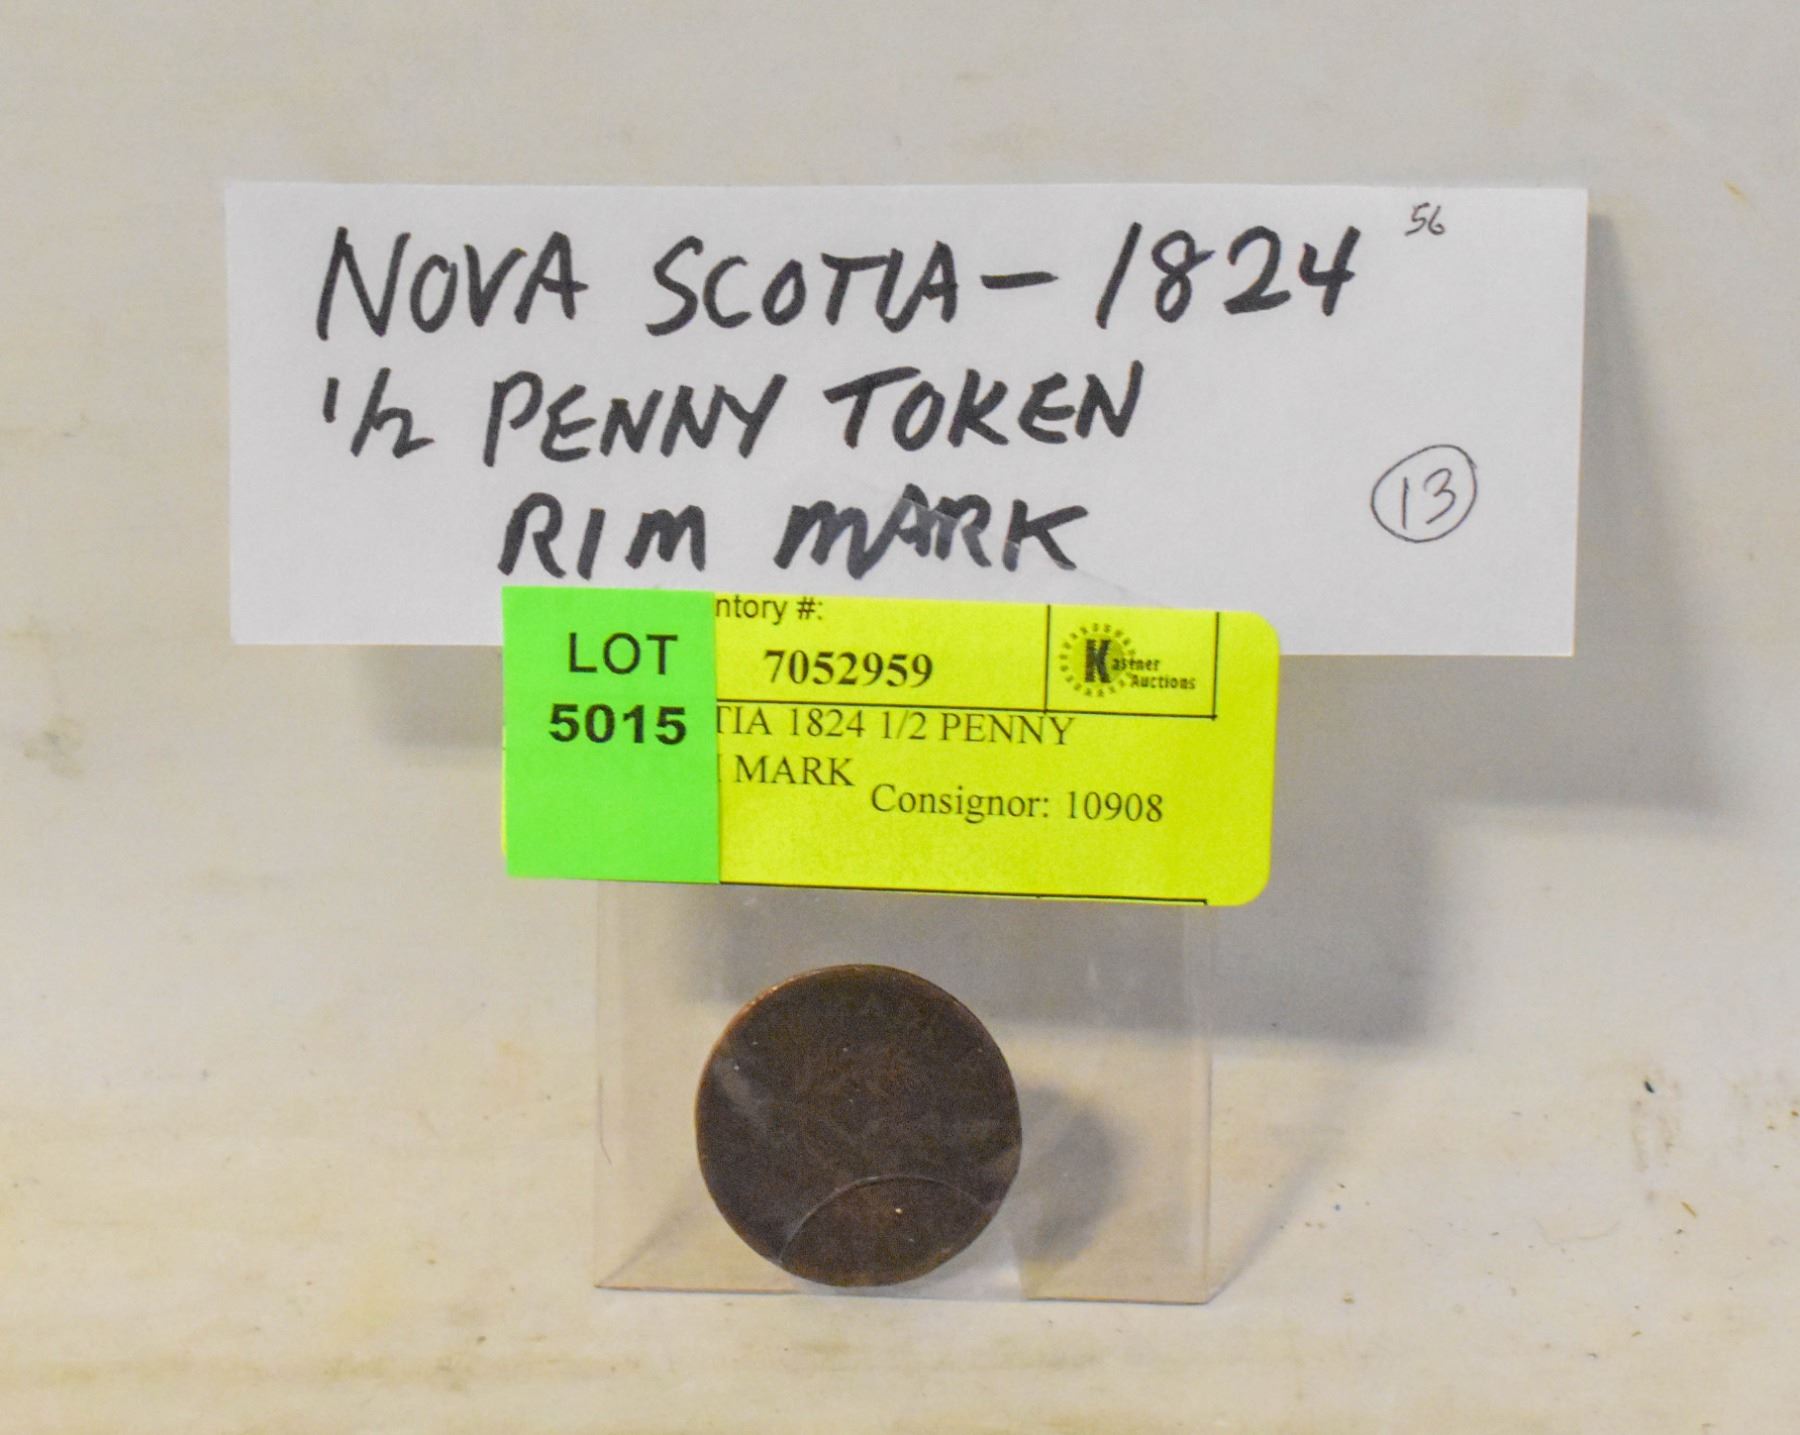 NOVA SCOTIA - 1824 56
1/2 PENNY TOKEN
RIM MARK
13
LOT
5015
ntory #:
7052959
Kastner
Auctions
TIA 1824 1/2 PENNY
MARK
Consignor: 10908